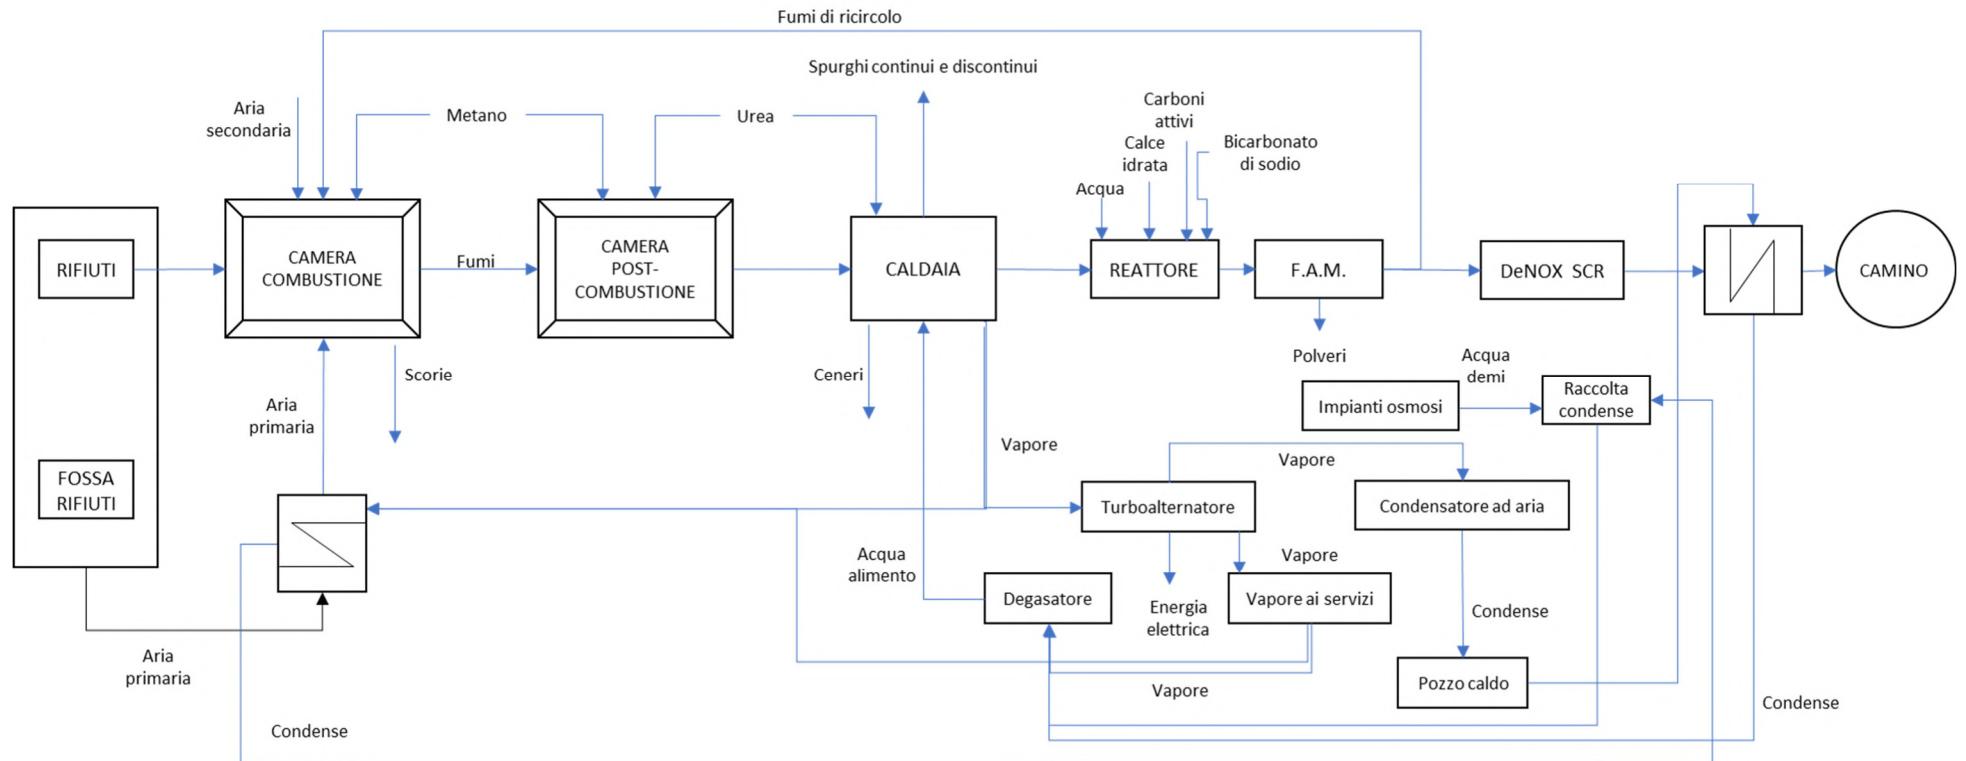 Fumi di ricircolo
Spurghi continui e discontinui
Aria
secondaria
Metano
Urea
Carboni
attivi
Calce
idrata
Bicarbonato
di sodio
Acqua
RIFIUTI
CAMERA
COMBUSTIONE
Fumi
CAMERA
POST-
COMBUSTIONE
CALDAIA
REATTORE
F.A.M.
DeNOX SCR
CAMINO
Scorie
Ceneri
Polveri
Acqua
demi
Impianti osmosi
Raccolta
condense
Aria
primaria
Vapore
Vapore
FOSSA
RIFIUTI
Turboalternatore
Condensatore ad aria
Acqua
alimento
Vapore
Degasatore
Energia
elettrica
Vapore ai servizi
Condense
Aria
primaria
Vapore
Pozzo caldo
Condense
Condense